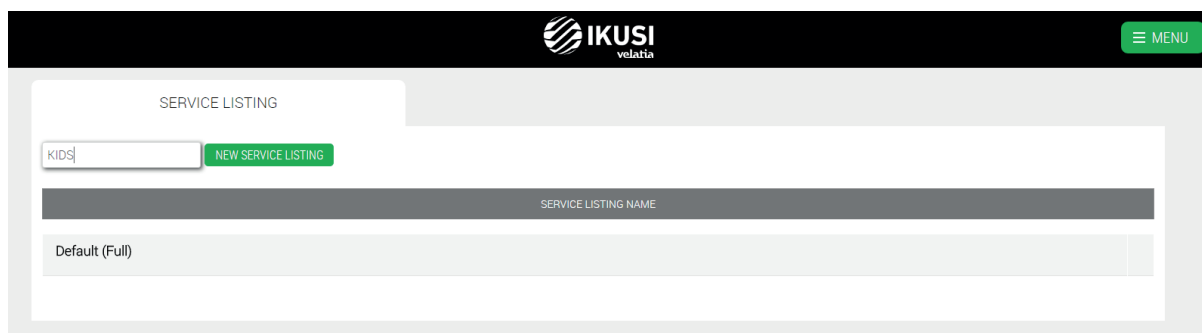 IKUSI
velatia
☰ MENU
SERVICE LISTING
KIDS
NEW SERVICE LISTING
SERVICE LISTING NAME
Default (Full)